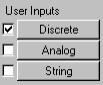 User Inputs
Discrete
Analog
String